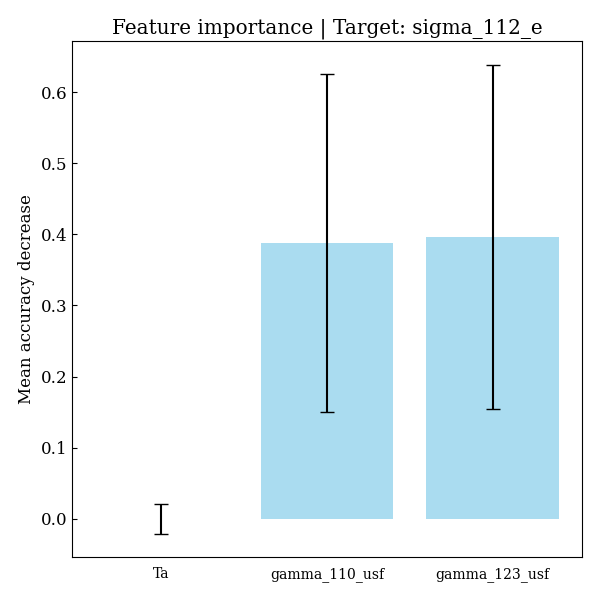 Feature importance | Target: sigma_112_e
Mean accuracy decrease
0.6
0.5
0.4
0.3
0.2
0.1
0.0
Ta gamma_110_usf gamma_123_usf